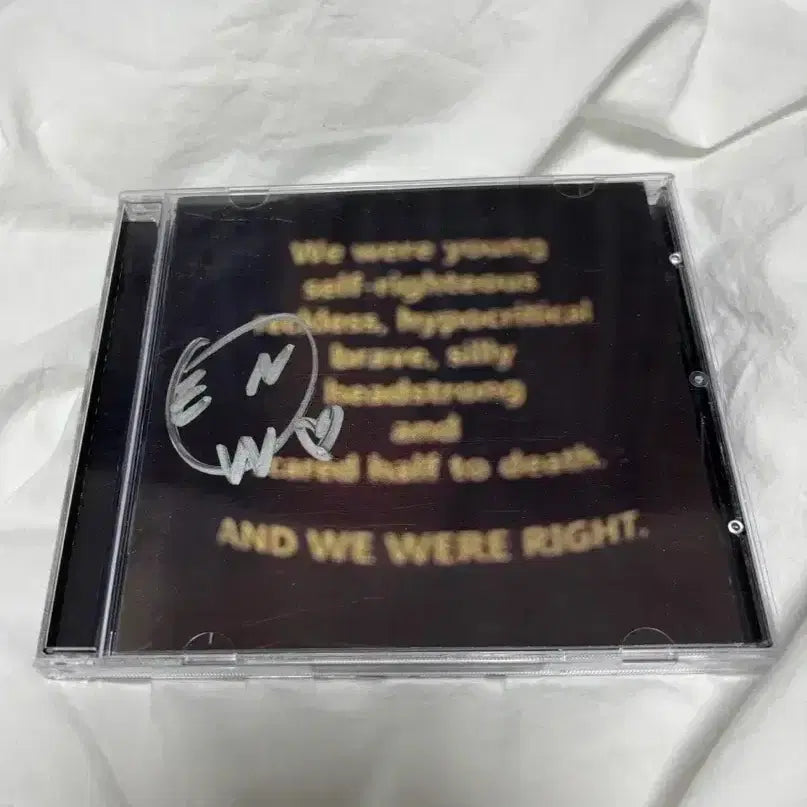 We were young
self-righteous
reckless, hypocritical
brave, silly
headstrong
and
scared half to death.
AND WE WERE RIGHT.
E N
W